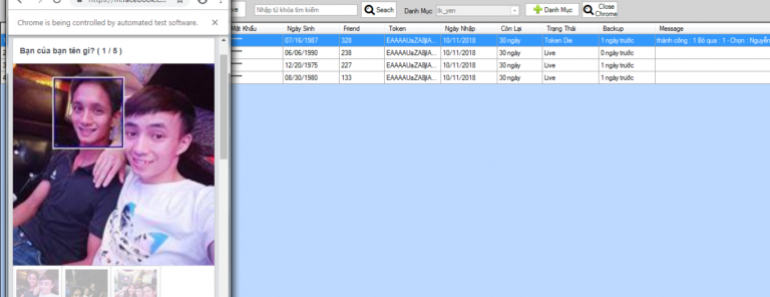 Chrome is being controlled by automated test software.
Bạn của bạn tên gì? ( 1 / 5 )
Nhập từ khóa tìm kiếm Seach Danh Mục tk_yen Danh Mục Close Chrome
Mật Khẩu Ngày Sinh Friend Token Ngày Nhập Còn Lại Trạng Thái Backup Message
07/16/1987 328 EAAAAUaZABjIA... 10/11/2018 30 ngày Token Die 1 ngày trước thành công : 1 Bỏ qua : 1 - Chọn : Nguyễn
06/06/1990 238 EAAAAUaZABjIA... 10/11/2018 30 ngày Live 0 ngày trước
12/20/1975 227 EAAAAUaZABjIA... 10/11/2018 30 ngày Live 1 ngày trước
08/30/1980 133 EAAAAUaZABjIA... 10/11/2018 30 ngày Live 1 ngày trước